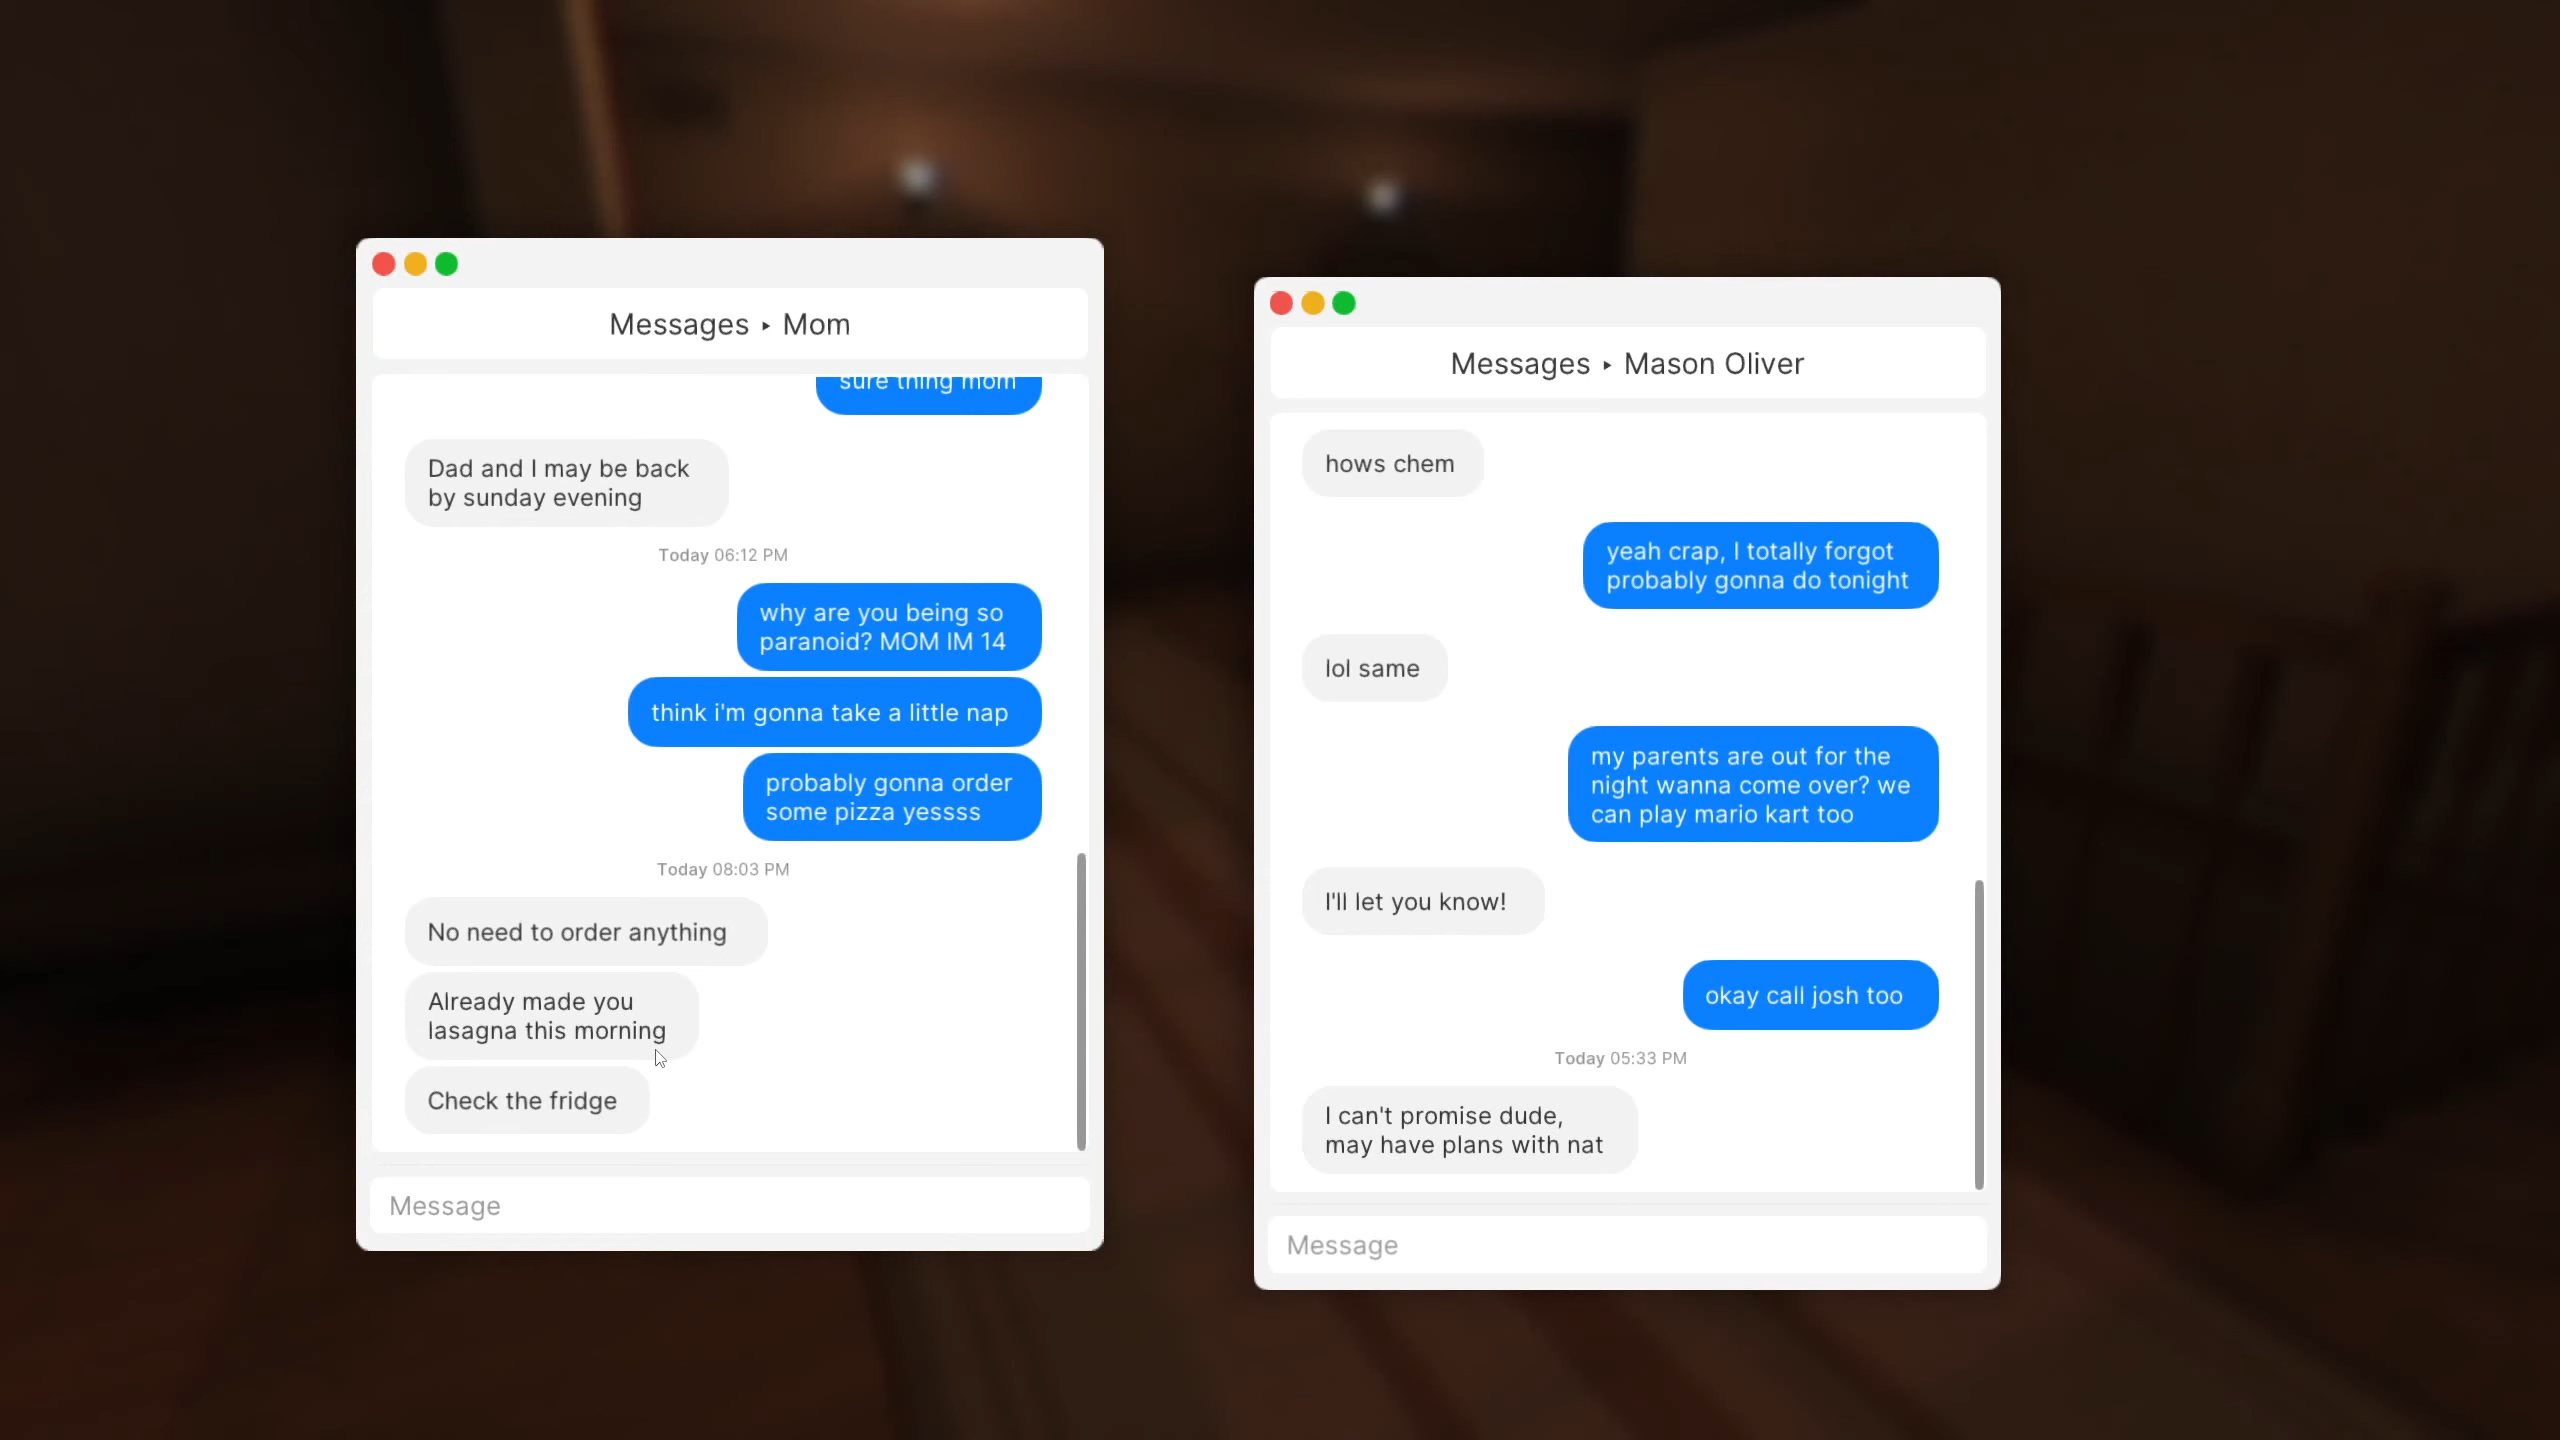 Messages ▸ Mom
sure thing mom
Dad and I may be back
by sunday evening
Today 06:12 PM
why are you being so
paranoid? MOM IM 14
think i'm gonna take a little nap
probably gonna order
some pizza yessss
Today 08:03 PM
No need to order anything
Already made you
lasagna this morning
Check the fridge
Message
Messages ▸ Mason Oliver
hows chem
yeah crap, I totally forgot
probably gonna do tonight
lol same
my parents are out for the
night wanna come over? we
can play mario kart too
I'll let you know!
okay call josh too
Today 05:33 PM
I can't promise dude,
may have plans with nat
Message